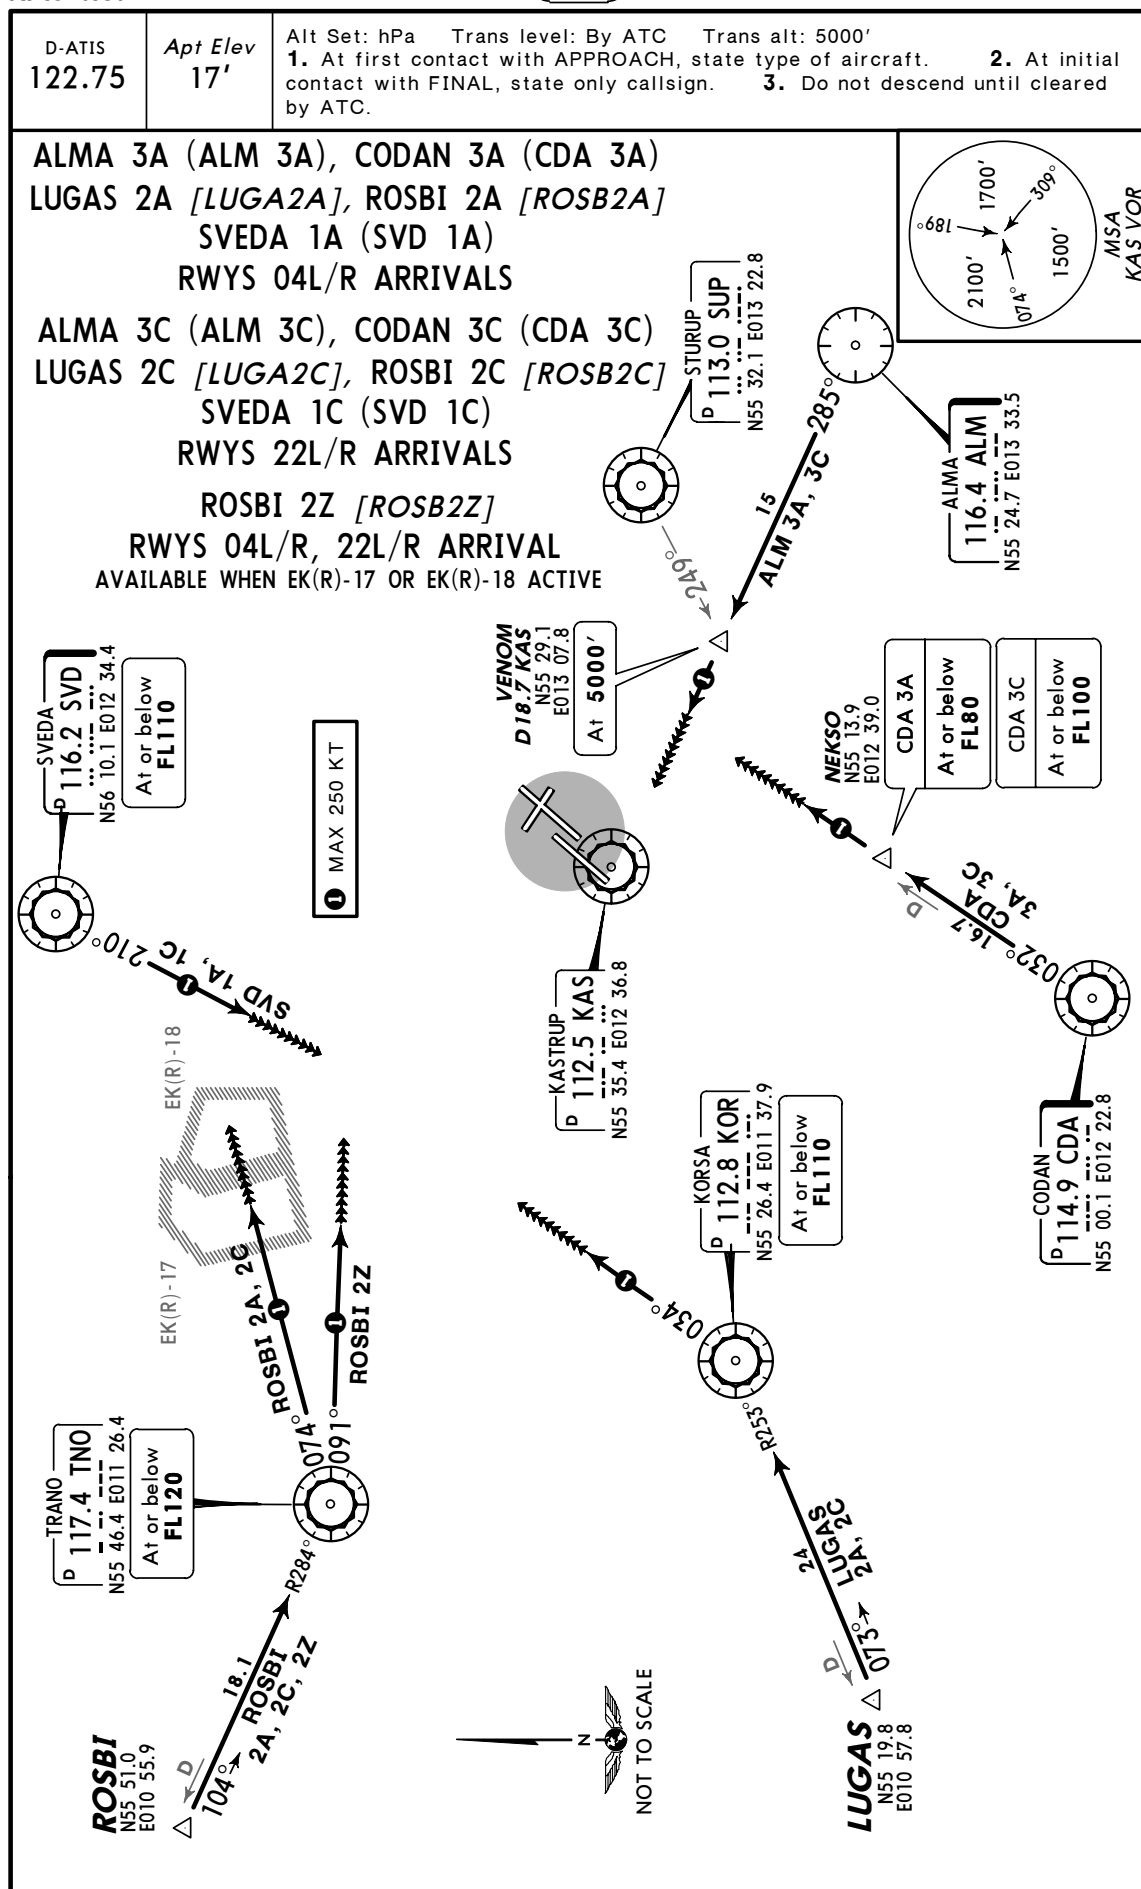 D-ATIS
122.75
Apt Elev
17'
Alt Set: hPa Trans level: By ATC Trans alt: 5000'
1. At first contact with APPROACH, state type of aircraft. 2. At initial
contact with FINAL, state only callsign. 3. Do not descend until cleared
by ATC.
ALMA 3A (ALM 3A), CODAN 3A (CDA 3A)
LUGAS 2A [LUGA2A], ROSBI 2A [ROSB2A]
SVEDA 1A (SVD 1A)
RWYS 04L/R ARRIVALS
ALMA 3C (ALM 3C), CODAN 3C (CDA 3C)
LUGAS 2C [LUGA2C], ROSBI 2C [ROSB2C]
SVEDA 1C (SVD 1C)
RWYS 22L/R ARRIVALS
ROSBI 2Z [ROSB2Z]
RWYS 04L/R, 22L/R ARRIVAL
AVAILABLE WHEN EK(R)-17 OR EK(R)-18 ACTIVE
1700'
309°
189°
2100'
1500'
074°
MSA
KAS VOR
STURUP
D 113.0 SUP
N55 32.1 E013 22.8
249°
285°
15
ALM 3A, 3C
ALMA
116.4 ALM
N55 24.7 E013 33.5
VENOM
D18.7 KAS
N55 29.1
E013 07.8
At 5000'
1
SVEDA
D 116.2 SVD
N56 10.1 E012 34.4
At or below
FL110
1 MAX 250 KT
210°
SVD 1A, 1C
1
NEKSO
N55 13.9
E012 39.0
CDA 3A
At or below
FL80
CDA 3C
At or below
FL100
1
D
16.7
CDA
3A, 3C
032°
CODAN
D 114.9 CDA
N55 00.1 E012 22.8
KASTRUP
D 112.5 KAS
N55 35.4 E012 36.8
EK(R)-18
EK(R)-17
KORSA
D 112.8 KOR
N55 26.4 E011 37.9
At or below
FL110
034°
1
R253°
24
LUGAS
2A, 2C
073°
D
LUGAS
N55 19.8
E010 57.8
ROSBI 2A, 2C
1
074°
ROSBI 2Z
1
091°
TRANO
D 117.4 TNO
N55 46.4 E011 26.4
At or below
FL120
R284°
18.1
ROSBI
2A, 2C, 2Z
104°
D
ROSBI
N55 51.0
E010 55.9
N
NOT TO SCALE